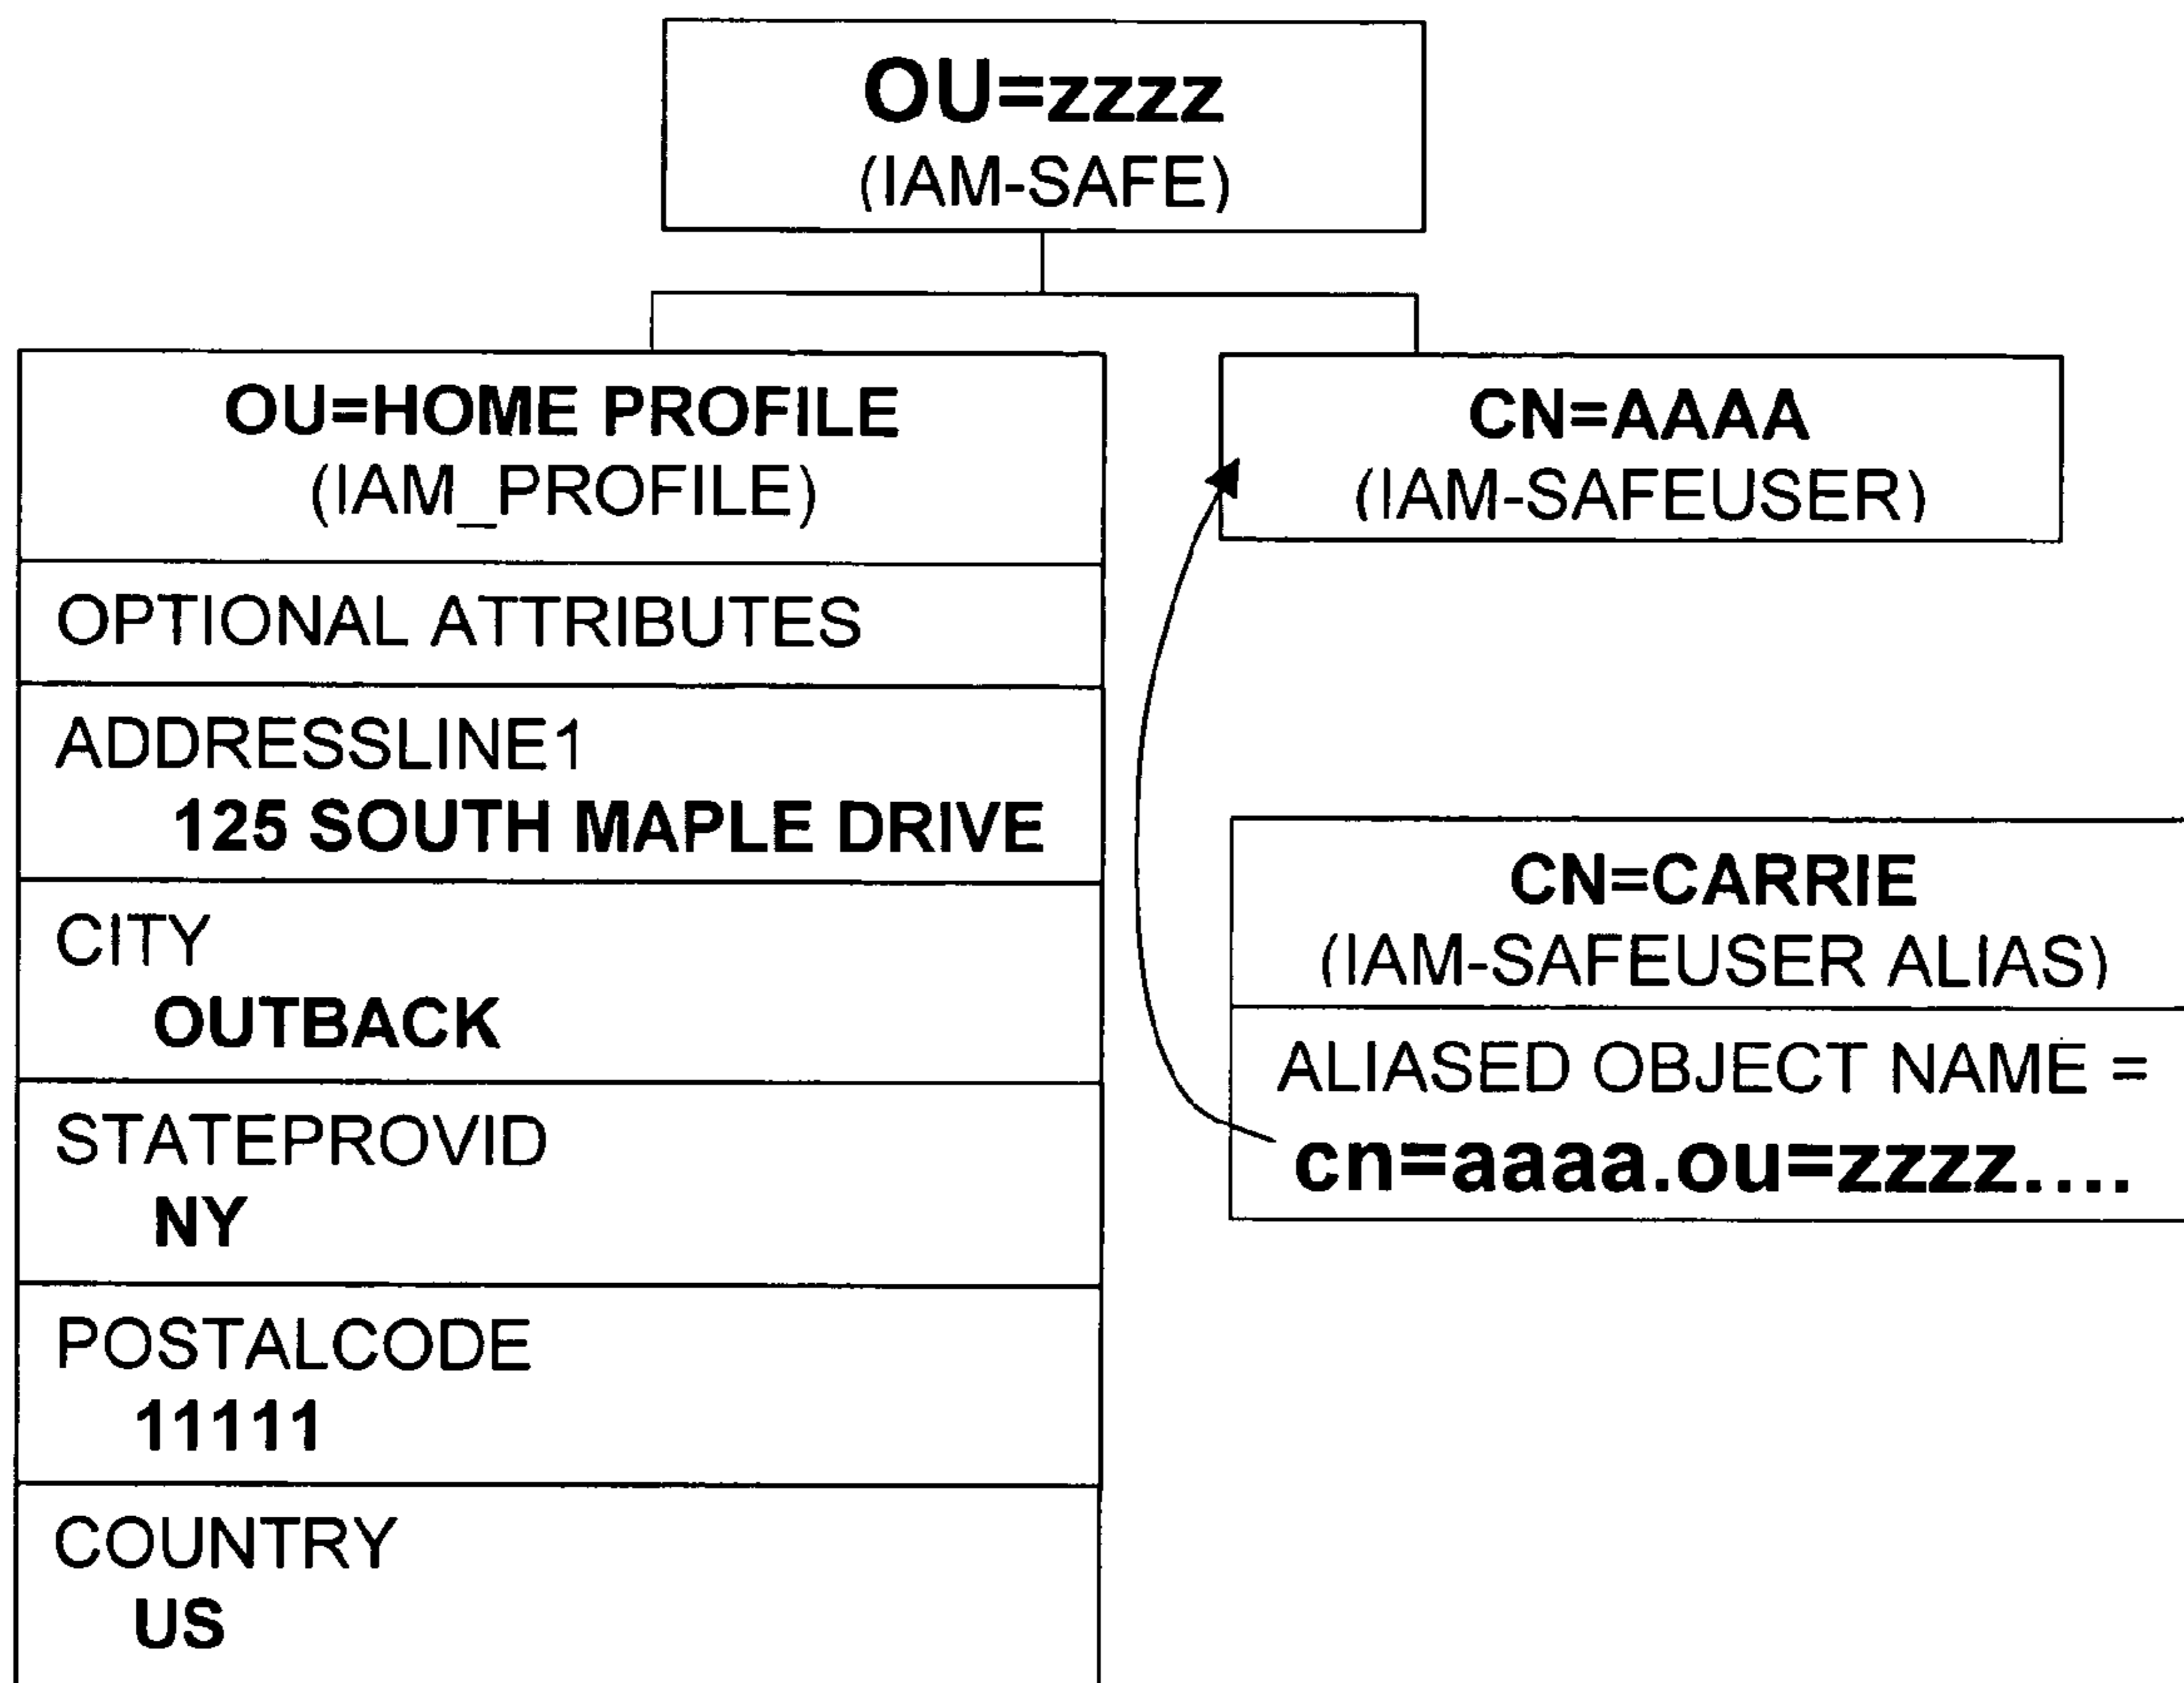 OU=zzzz
(IAM-SAFE)
OU=HOME PROFILE
(IAM_PROFILE)
OPTIONAL ATTRIBUTES
ADDRESSLINE1
125 SOUTH MAPLE DRIVE
CITY
OUTBACK
STATEPROVID
NY
POSTALCODE
11111
COUNTRY
US
CN=AAAA
(IAM-SAFEUSER)
CN=CARRIE
(IAM-SAFEUSER ALIAS)
ALIASED OBJECT NAME =
cn=aaaa.ou=zzzz....